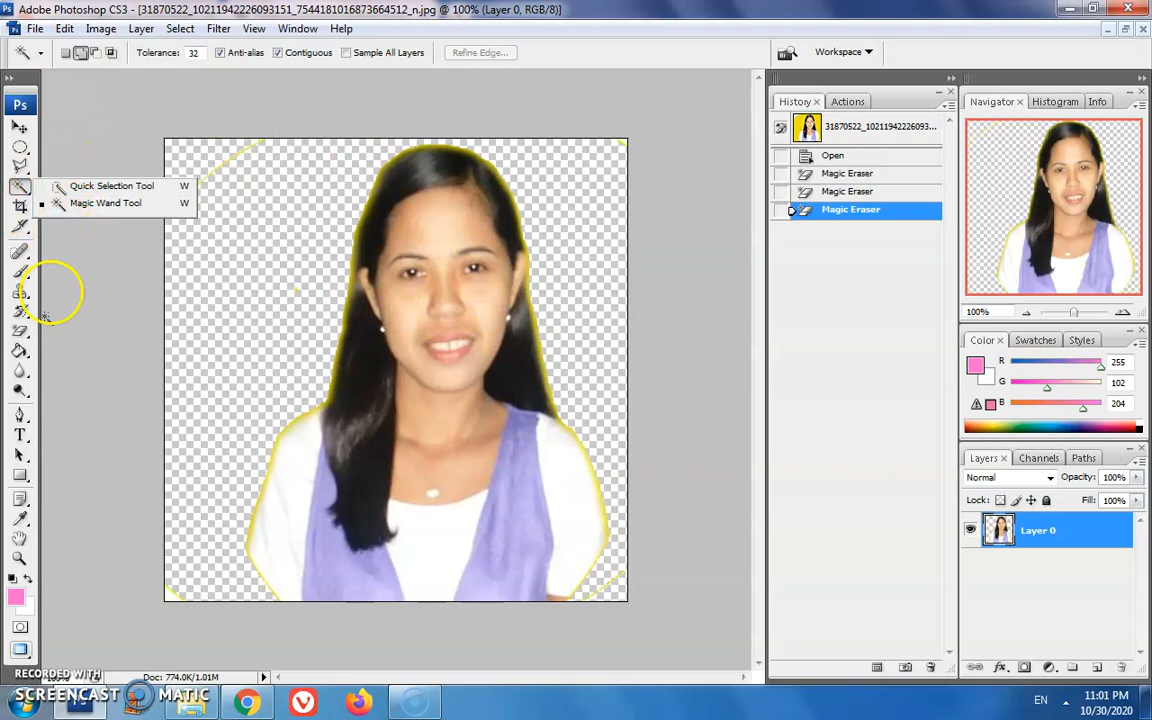 Adobe Photoshop CS3 - [31870522_10211942226093151_7544181016873664512_n.jpg @ 100% (Layer 0, RGB/8)]
File Edit Image Layer Select Filter View Window Help
Tolerance: 32 Anti-alias Contiguous Sample All Layers Refine Edge... Workspace
Ps
Quick Selection Tool W
Magic Wand Tool W
T
History Actions
31870522_10211942226093...
Open
Magic Eraser
Magic Eraser
Magic Eraser
Navigator Histogram Info
100%
Color Swatches Styles
R 255
G 102
B 204
Layers Channels Paths
Normal Opacity: 100%
Lock: Fill: 100%
Layer 0
Doc: 774.0K/1.01M
RECORDED WITH
SCREENCAST MATIC
Ps
EN 11:01 PM
10/30/2020